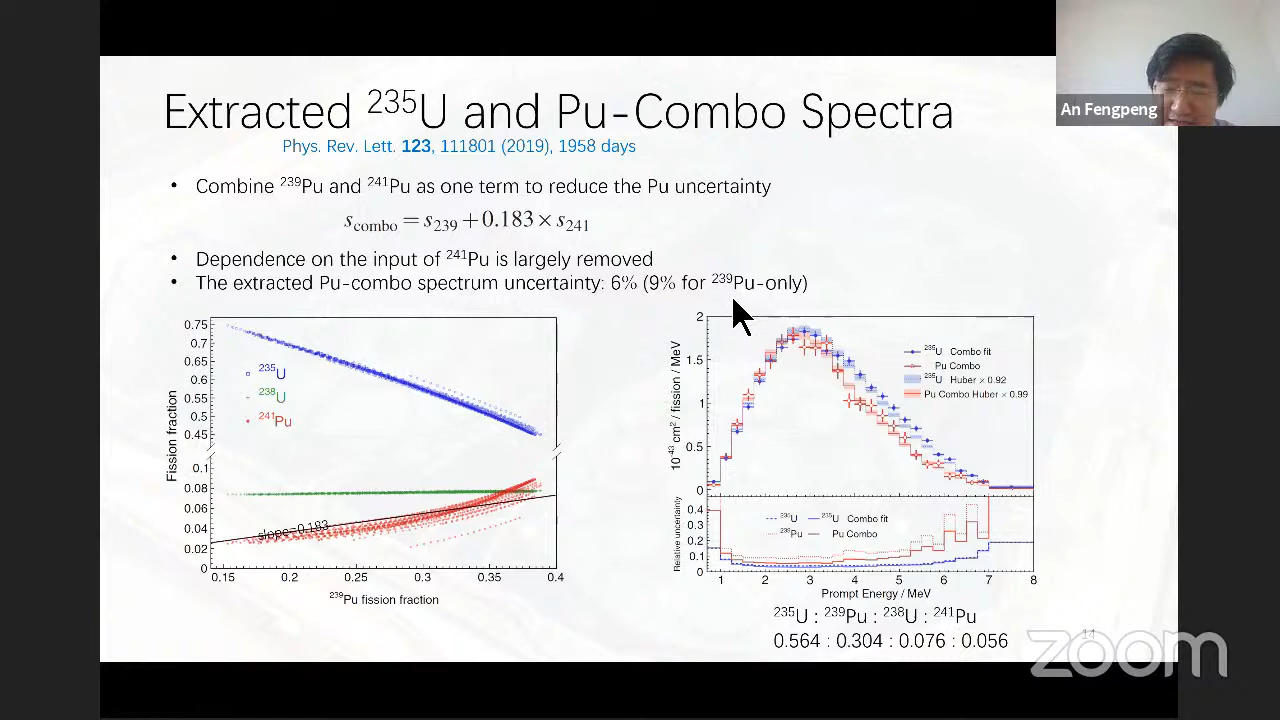 Extracted ²³⁵U and Pu-Combo Spectra
An Fengpeng
Phys. Rev. Lett. 123, 111801 (2019), 1958 days
• Combine ²³⁹Pu and ²⁴¹Pu as one term to reduce the Pu uncertainty
s_combo = s_239 + 0.183 × s_241
• Dependence on the input of ²⁴¹Pu is largely removed
• The extracted Pu-combo spectrum uncertainty: 6% (9% for ²³⁹Pu-only)
Fission fraction
0.75
0.7
0.65
0.6
0.55
0.5
0.45
0.1
0.08
0.06
0.04
0.02
0
²³⁵U
²³⁸U
²⁴¹Pu
slope=0.183
0.15 0.2 0.25 0.3 0.35 0.4
²³⁹Pu fission fraction
10⁻⁴³ cm² / fission / MeV
2
1.5
1
0.5
0
²³⁵U Combo fit
Pu Combo
²³⁵U Huber × 0.92
Pu Combo Huber × 0.99
Relative uncertainty
0.4
0.3
0.2
0.1
0
²³⁵U ²³⁵U Combo fit
²³⁹Pu Pu Combo
1 2 3 4 5 6 7 8
Prompt Energy / MeV
²³⁵U : ²³⁹Pu : ²³⁸U : ²⁴¹Pu
0.564 : 0.304 : 0.076 : 0.056
14
zoom